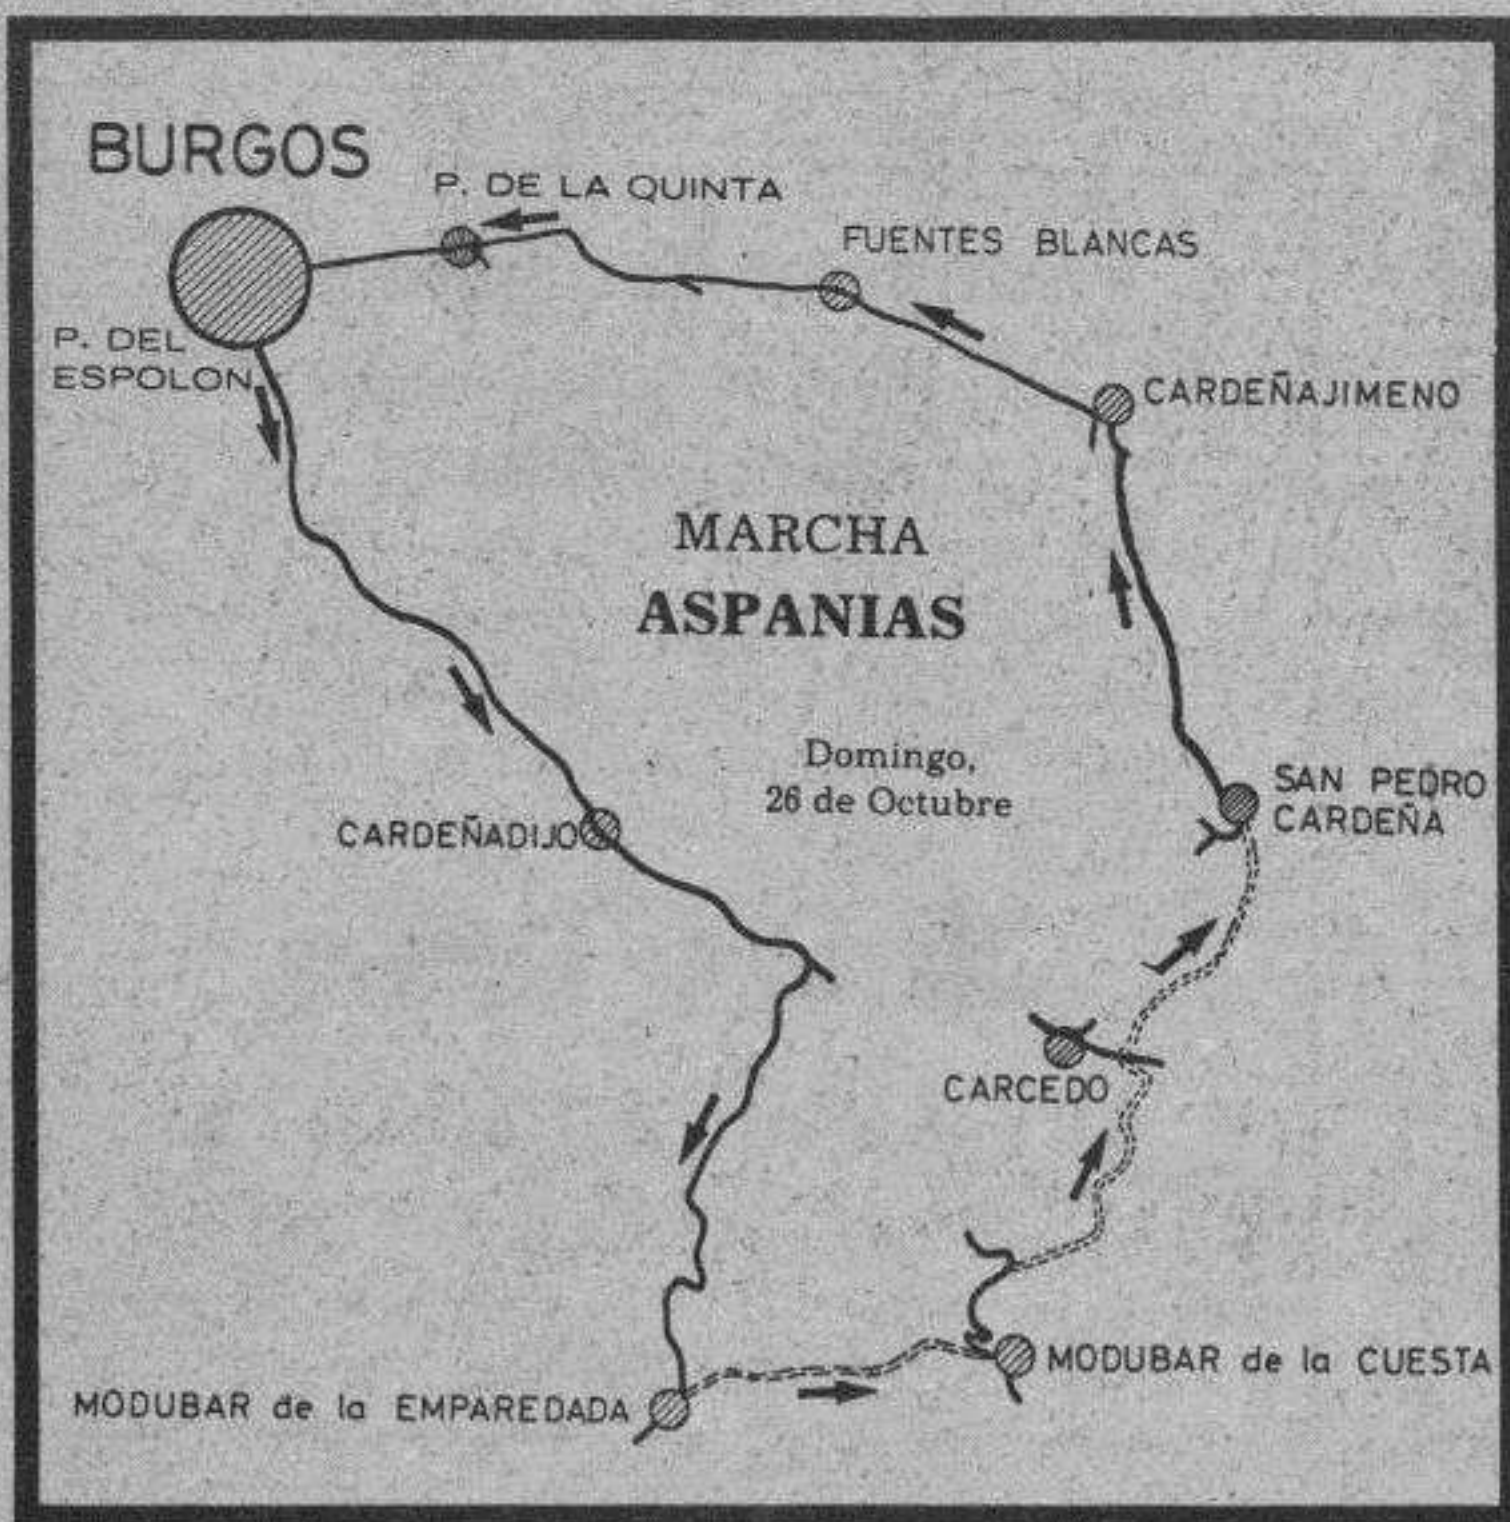 BURGOS
P. DE LA QUINTA
FUENTES BLANCAS
P. DEL
ESPOLON
CARDEÑAJIMENO
MARCHA
ASPANIAS
Domingo,
26 de Octubre
SAN PEDRO
CARDEÑA
CARDEÑADIJO
CARCEDO
MODUBAR de la CUESTA
MODUBAR de la EMPAREDADA